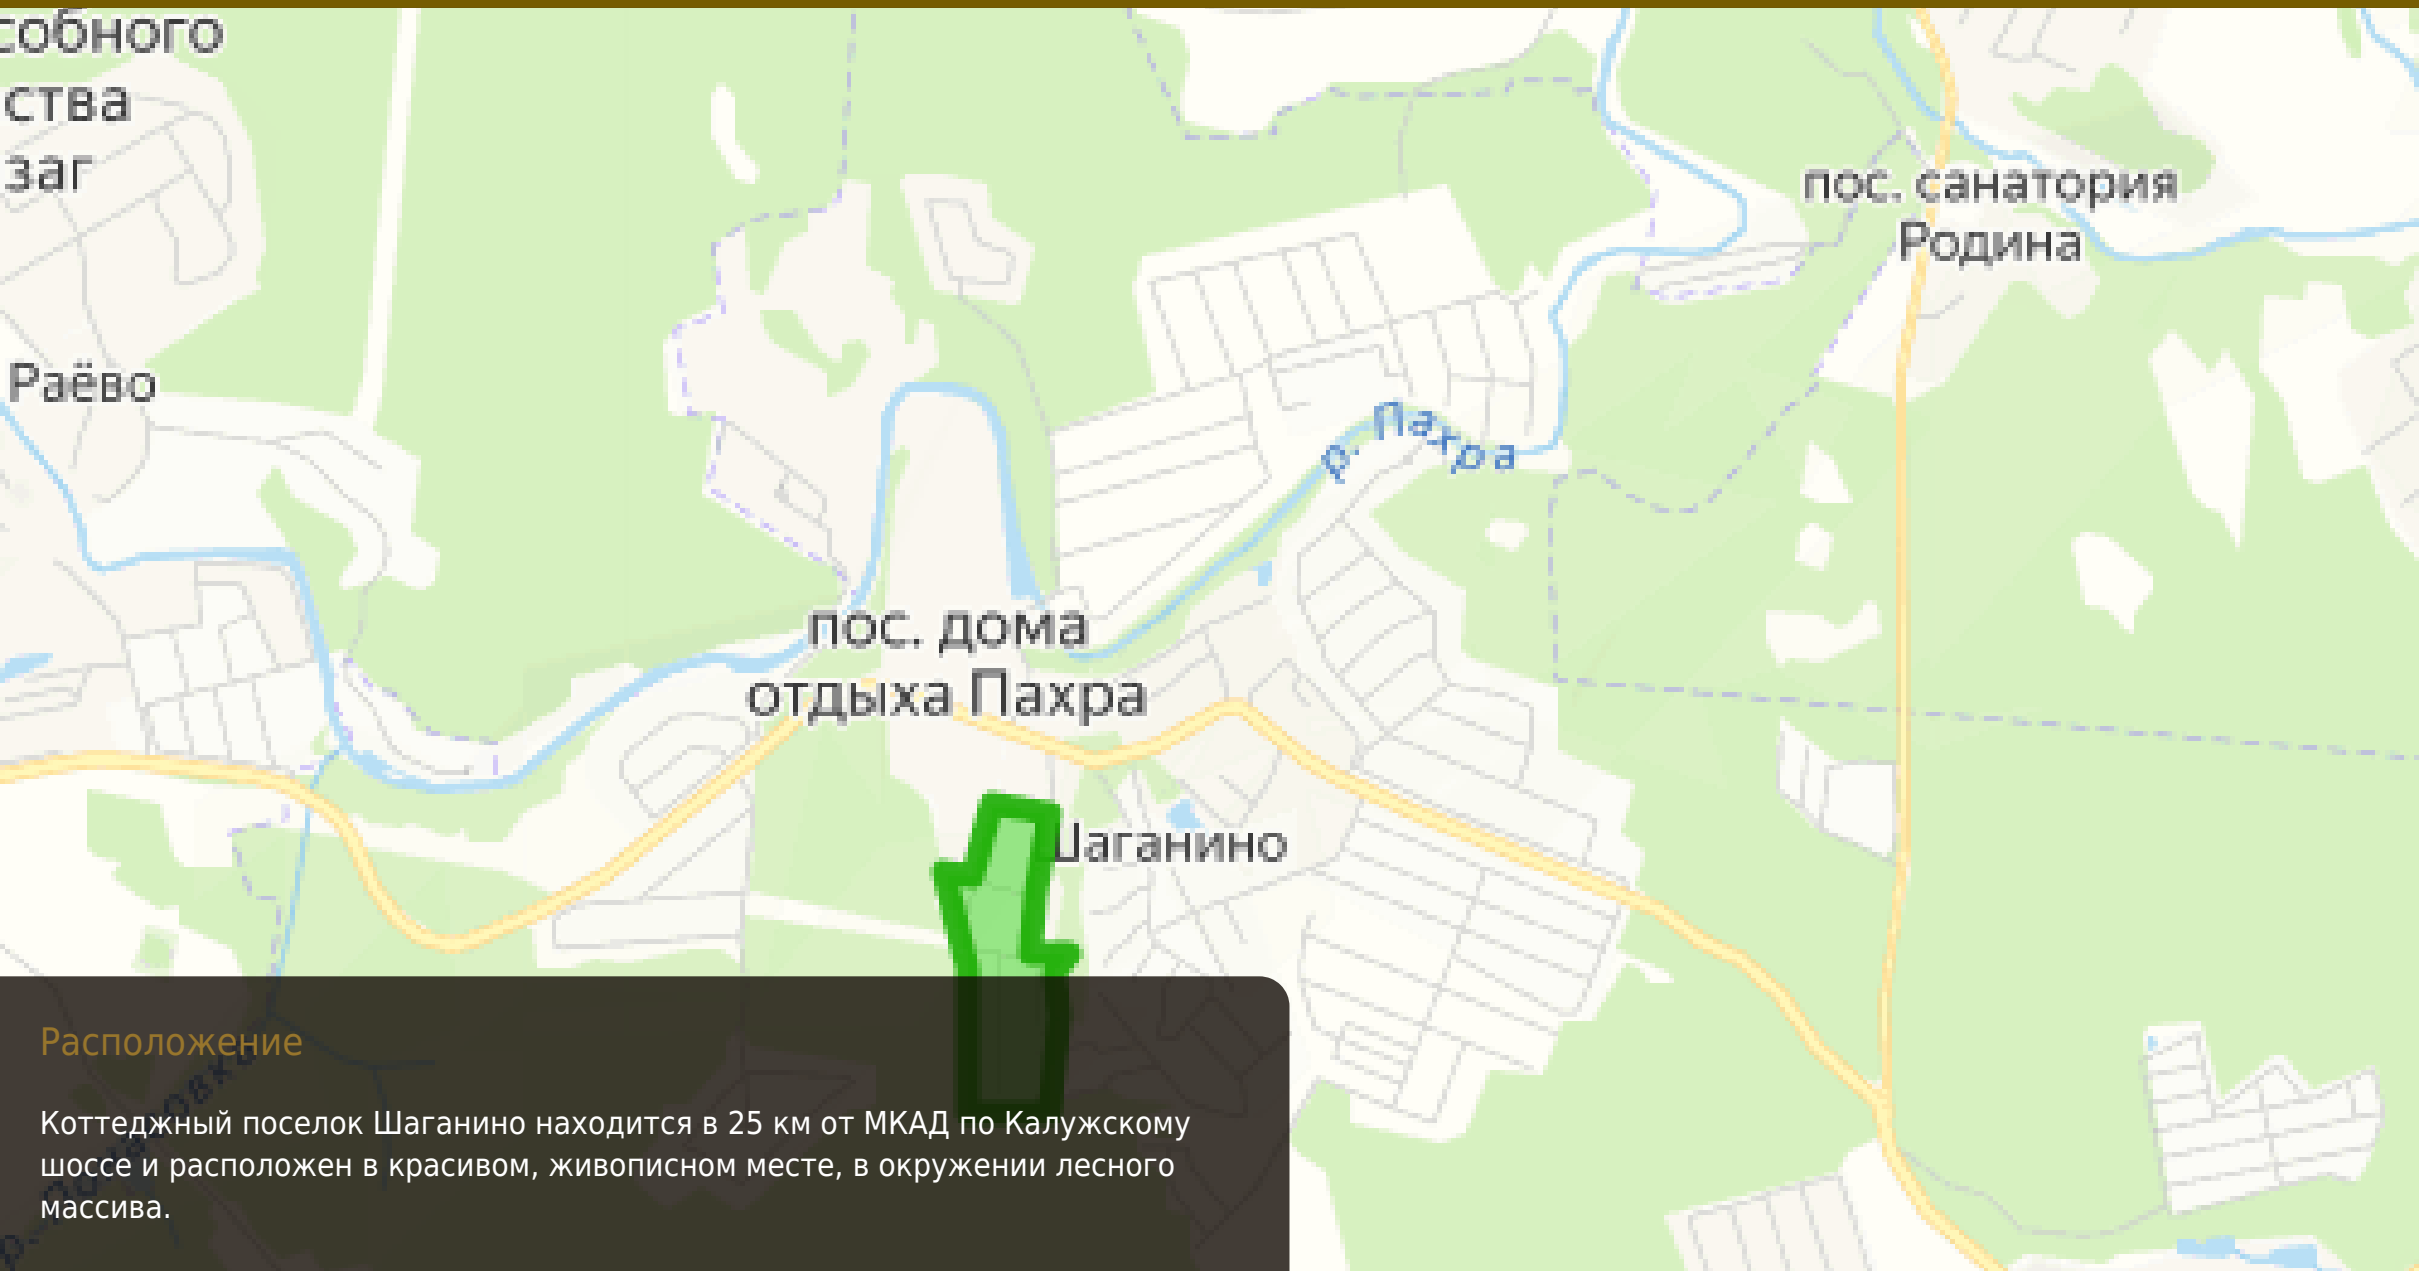 собного
ства
заг
пос. санатория
Родина
Раёво
р. Пахра
пос. дома
отдыха Пахра
Шаганино
Расположение
Коттеджный поселок Шаганино находится в 25 км от МКАД по Калужскому
шоссе и расположен в красивом, живописном месте, в окружении лесного
массива.